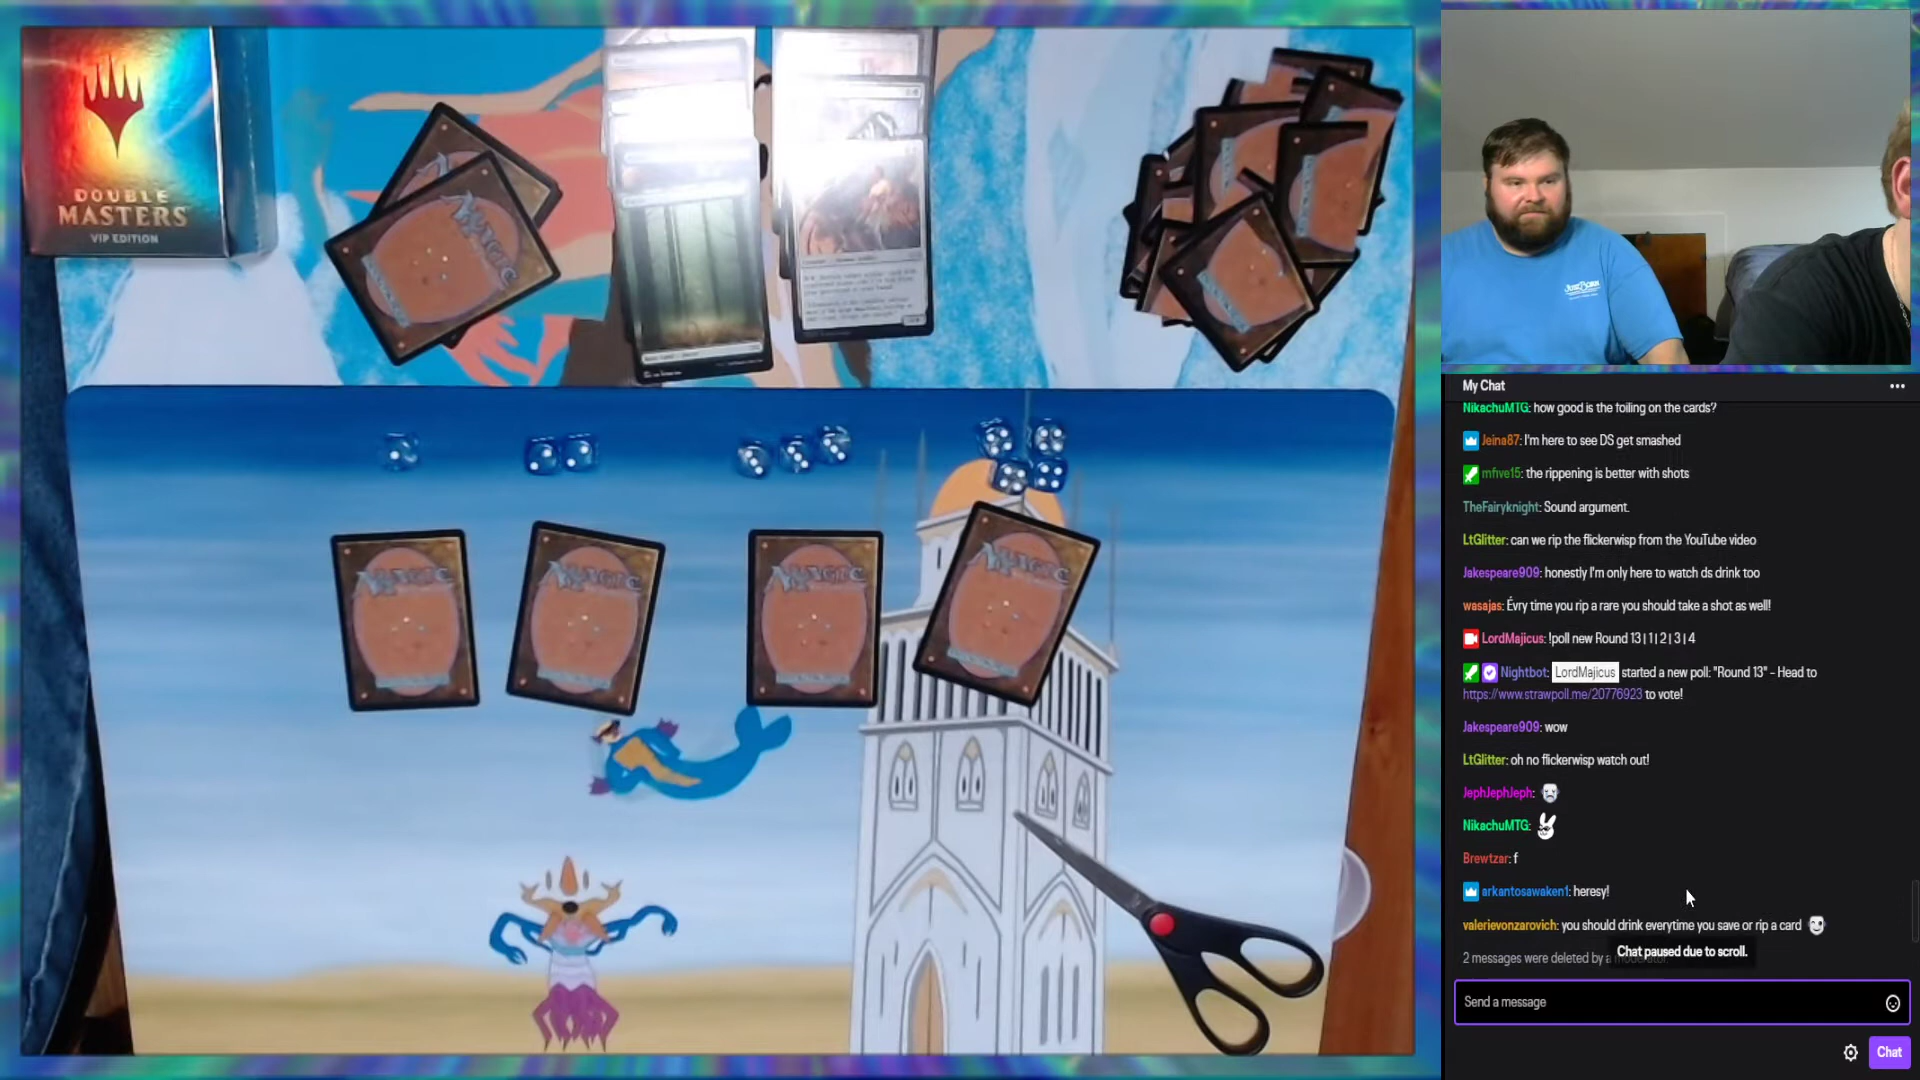 DOUBLE
MASTERS
VIP EDITION
MAGIC
MAGIC
MAGIC
MAGIC
MAGIC
My Chat
NikachuMTG: how good is the foiling on the cards?
Jeina87: I'm here to see DS get smashed
mfive15: the rippening is better with shots
TheFairyknight: Sound argument.
LtGlitter: can we rip the flickerwisp from the YouTube video
Jakespeare909: honestly I'm only here to watch ds drink too
wasajas: Évry time you rip a rare you should take a shot as well!
LordMajicus: !poll new Round 13 | 1 | 2 | 3 | 4
Nightbot: LordMajicus started a new poll: "Round 13" - Head to
https://www.strawpoll.me/20776923 to vote!
Jakespeare909: wow
LtGlitter: oh no flickerwisp watch out!
JephJephJeph:
NikachuMTG:
Brewtzar: f
arkantosawaken1: heresy!
valerievonzarovich: you should drink everytime you save or rip a card
2 messages were deleted by a moderator.
Chat paused due to scroll.
Send a message
Chat